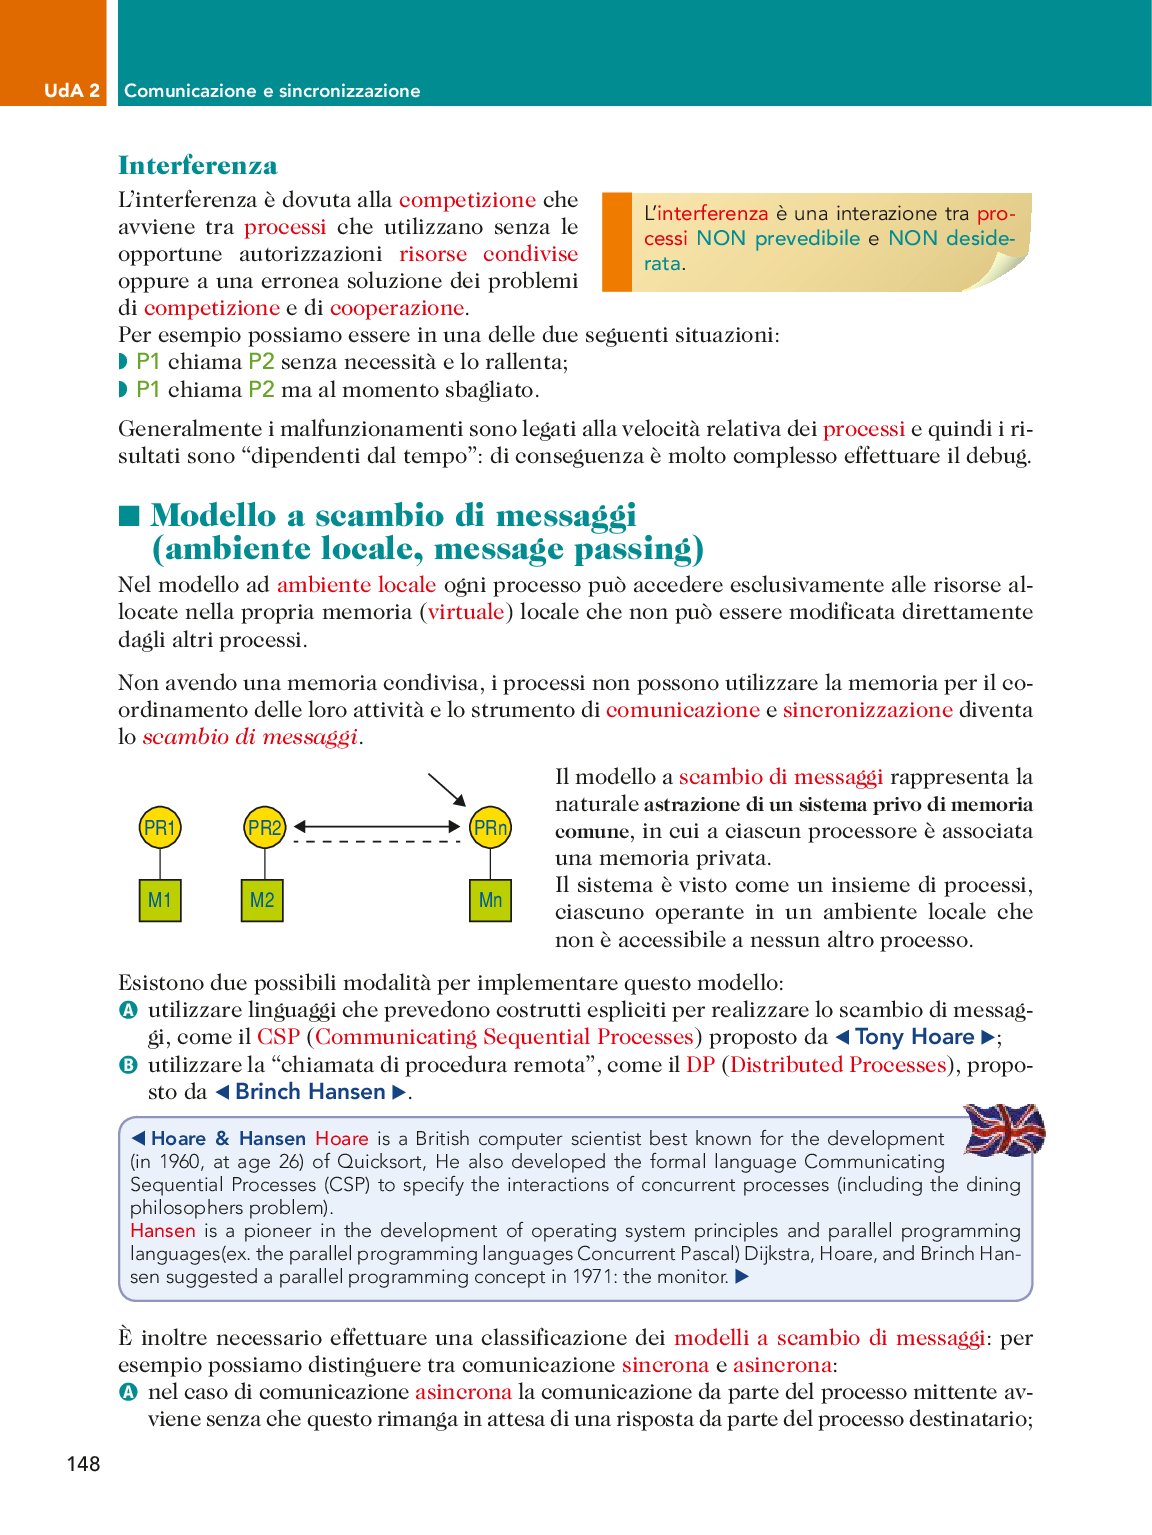 UdA 2 Comunicazione e sincronizzazione
Interferenza
L'interferenza è dovuta alla competizione che
avviene tra processi che utilizzano senza le
opportune autorizzazioni risorse condivise
oppure a una erronea soluzione dei problemi
di competizione e di cooperazione.
L'interferenza è una interazione tra pro-
cessi NON prevedibile e NON deside-
rata.
Per esempio possiamo essere in una delle due seguenti situazioni:
◗ P1 chiama P2 senza necessità e lo rallenta;
◗ P1 chiama P2 ma al momento sbagliato.
Generalmente i malfunzionamenti sono legati alla velocità relativa dei processi e quindi i ri-
sultati sono “dipendenti dal tempo”: di conseguenza è molto complesso effettuare il debug.
■ Modello a scambio di messaggi
(ambiente locale, message passing)
Nel modello ad ambiente locale ogni processo può accedere esclusivamente alle risorse al-
locate nella propria memoria (virtuale) locale che non può essere modificata direttamente
dagli altri processi.
Non avendo una memoria condivisa, i processi non possono utilizzare la memoria per il co-
ordinamento delle loro attività e lo strumento di comunicazione e sincronizzazione diventa
lo scambio di messaggi.
PR1 PR2 PRn
M1 M2 Mn
Il modello a scambio di messaggi rappresenta la
naturale astrazione di un sistema privo di memoria
comune, in cui a ciascun processore è associata
una memoria privata.
Il sistema è visto come un insieme di processi,
ciascuno operante in un ambiente locale che
non è accessibile a nessun altro processo.
Esistono due possibili modalità per implementare questo modello:
A utilizzare linguaggi che prevedono costrutti espliciti per realizzare lo scambio di messag-
gi, come il CSP (Communicating Sequential Processes) proposto da ◀ Tony Hoare ▶;
B utilizzare la “chiamata di procedura remota”, come il DP (Distributed Processes), propo-
sto da ◀ Brinch Hansen ▶.
◀ Hoare & Hansen Hoare is a British computer scientist best known for the development
(in 1960, at age 26) of Quicksort, He also developed the formal language Communicating
Sequential Processes (CSP) to specify the interactions of concurrent processes (including the dining
philosophers problem).
Hansen is a pioneer in the development of operating system principles and parallel programming
languages(ex. the parallel programming languages Concurrent Pascal) Dijkstra, Hoare, and Brinch Han-
sen suggested a parallel programming concept in 1971: the monitor. ▶
È inoltre necessario effettuare una classificazione dei modelli a scambio di messaggi: per
esempio possiamo distinguere tra comunicazione sincrona e asincrona:
A nel caso di comunicazione asincrona la comunicazione da parte del processo mittente av-
viene senza che questo rimanga in attesa di una risposta da parte del processo destinatario;
148